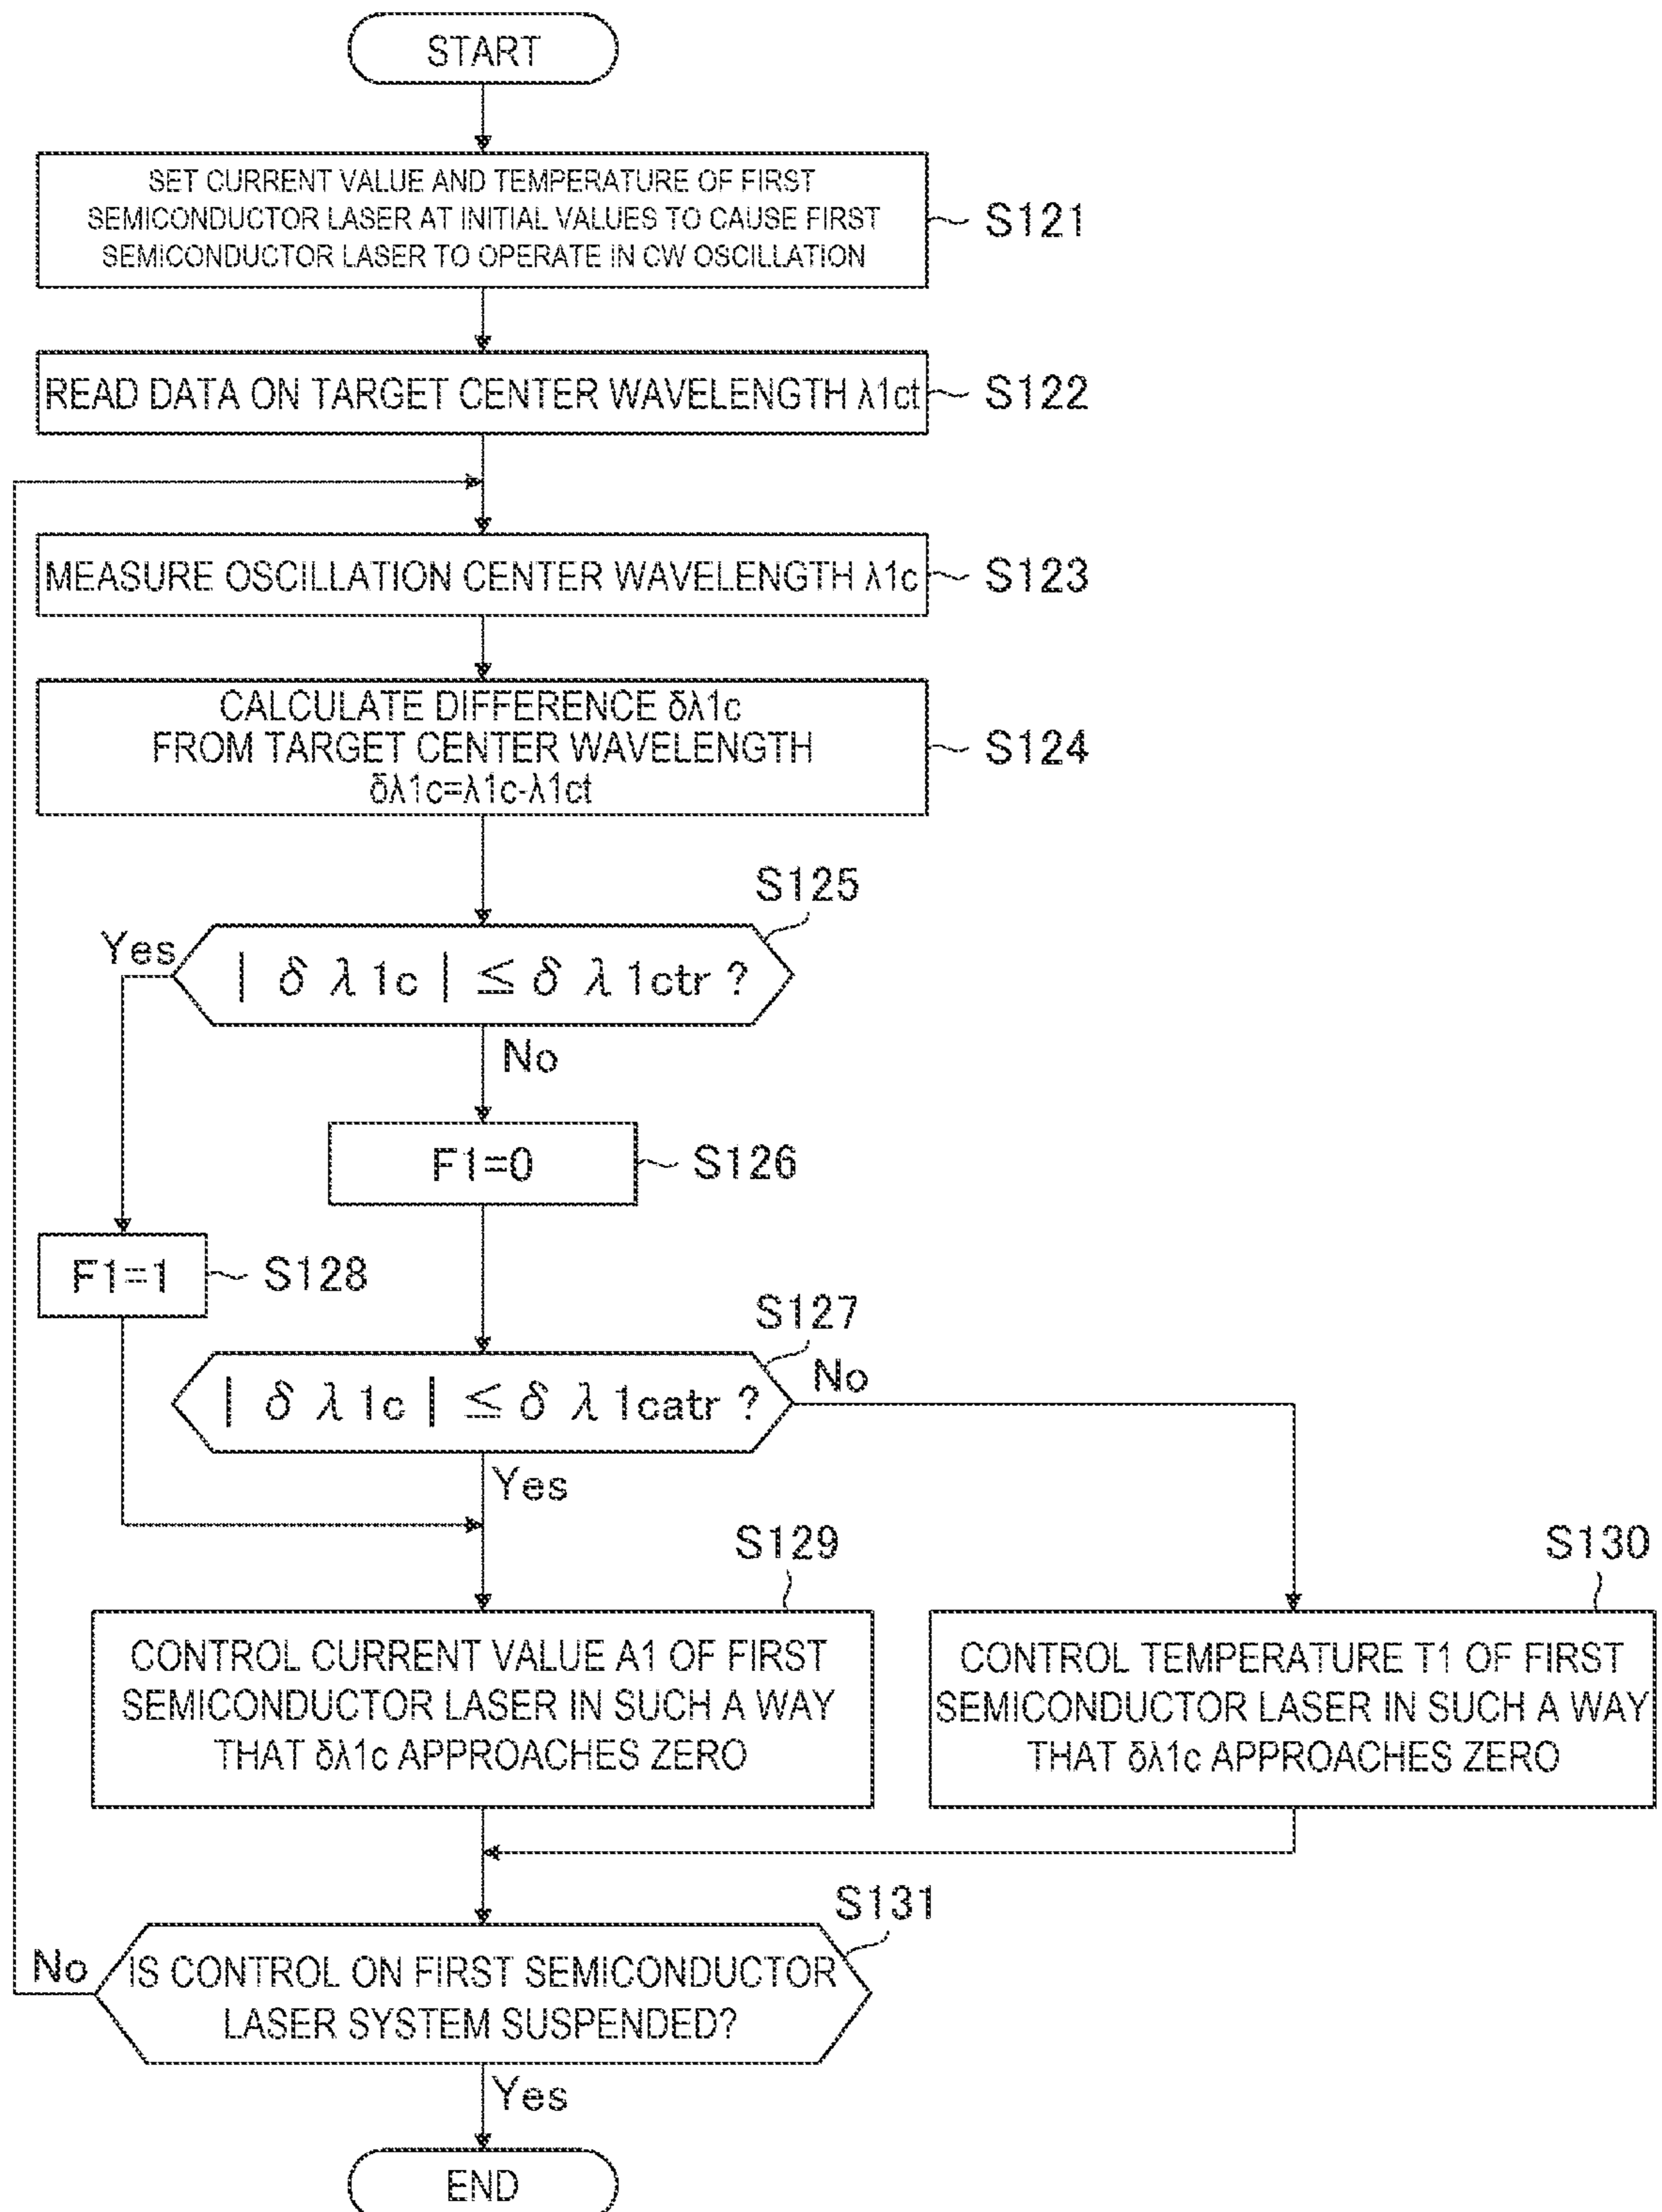 START
SET CURRENT VALUE AND TEMPERATURE OF FIRST
SEMICONDUCTOR LASER AT INITIAL VALUES TO CAUSE FIRST
SEMICONDUCTOR LASER TO OPERATE IN CW OSCILLATION
S121
READ DATA ON TARGET CENTER WAVELENGTH λ1ct
S122
MEASURE OSCILLATION CENTER WAVELENGTH λ1c
S123
CALCULATE DIFFERENCE δλ1c
FROM TARGET CENTER WAVELENGTH
δλ1c=λ1c-λ1ct
S124
S125
Yes
| δ λ 1c | ≤ δ λ 1ctr ?
No
F1=0
S126
F1=1
S128
S127
| δ λ 1c | ≤ δ λ 1catr ?
No
Yes
S129
CONTROL CURRENT VALUE A1 OF FIRST
SEMICONDUCTOR LASER IN SUCH A WAY
THAT δλ1c APPROACHES ZERO
S130
CONTROL TEMPERATURE T1 OF FIRST
SEMICONDUCTOR LASER IN SUCH A WAY
THAT δλ1c APPROACHES ZERO
S131
No
IS CONTROL ON FIRST SEMICONDUCTOR
LASER SYSTEM SUSPENDED?
Yes
END